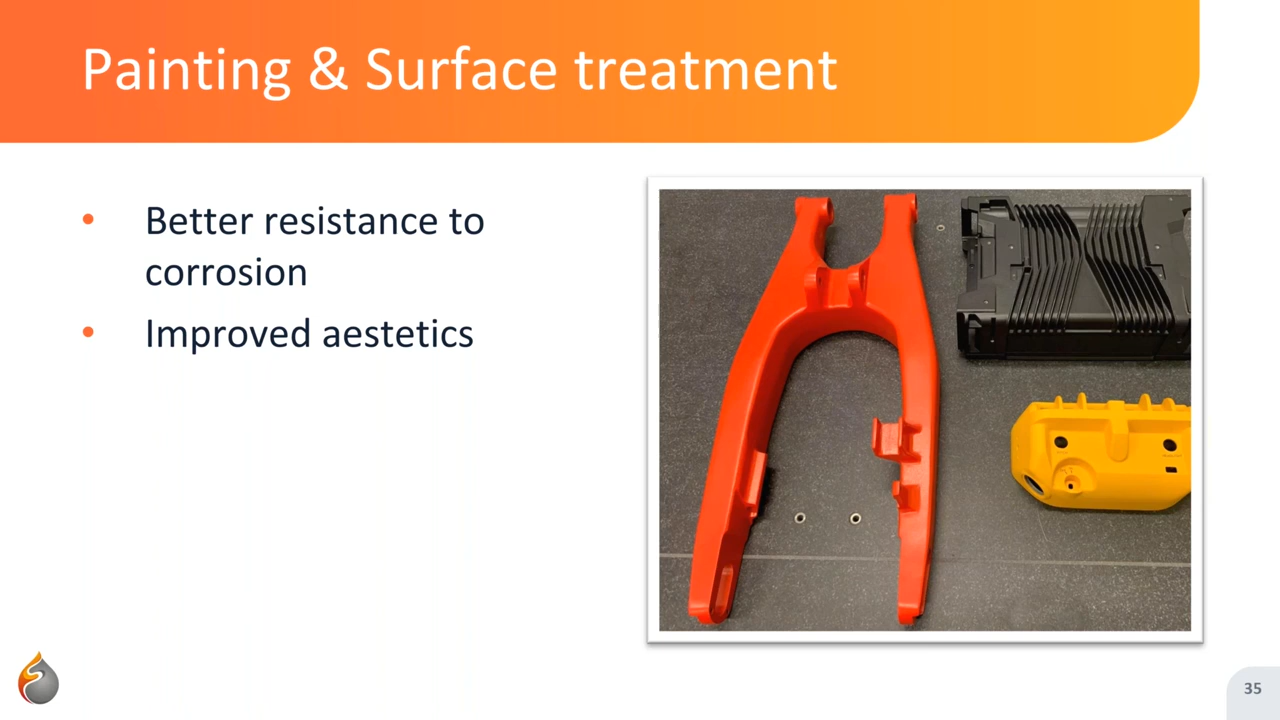 Painting & Surface treatment
• Better resistance to
corrosion
• Improved aestetics
35